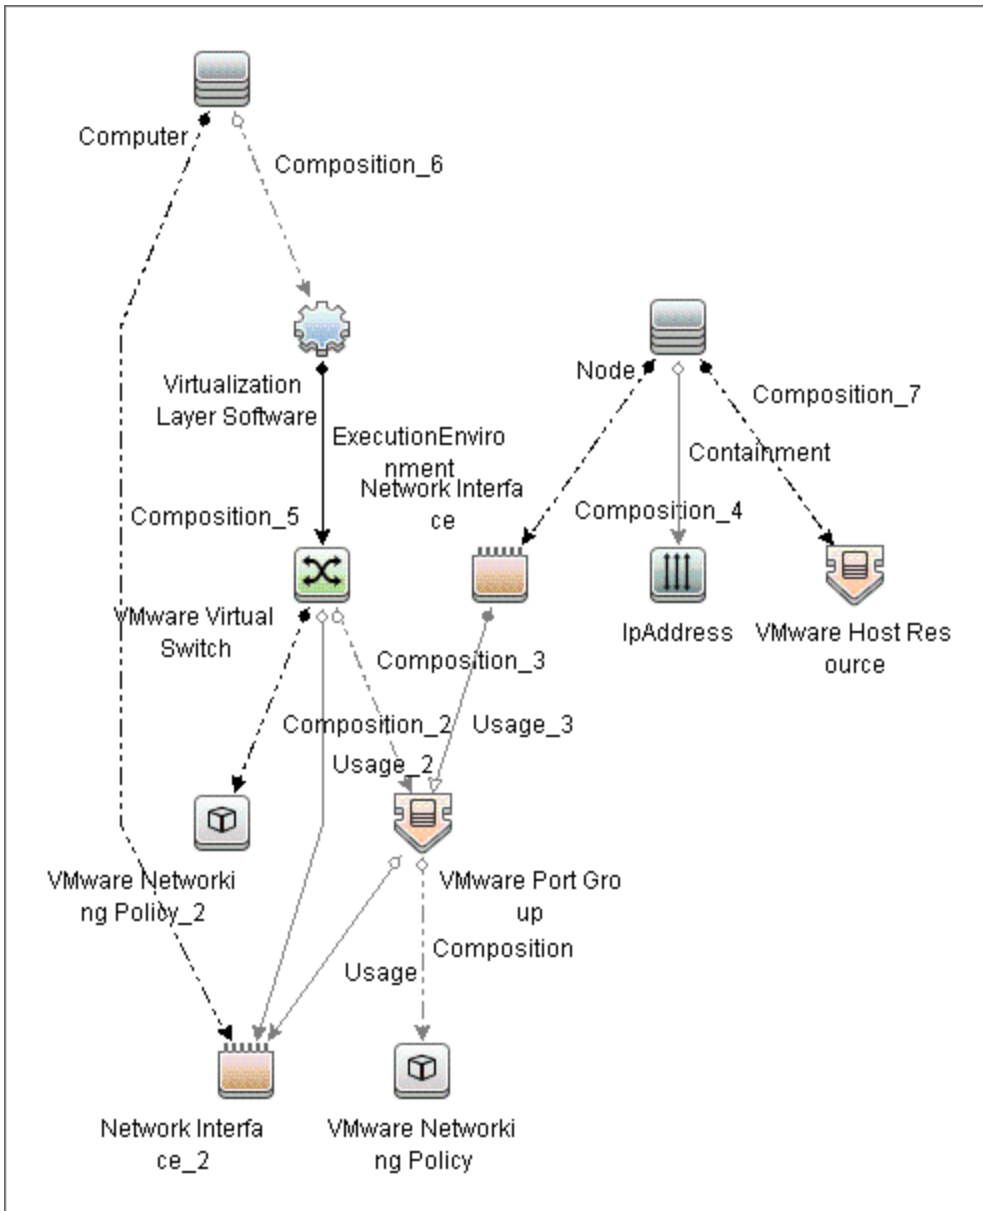 Computer
Composition_6
Virtualization
Layer Software
Node
Composition_7
ExecutionEnviro
nment
Containment
Network Interfa
ce
Composition_5
Composition_4
VMware Virtual
Switch
IpAddress
VMware Host Res
ource
Composition_3
Composition_2
Usage_3
Usage_2
VMware Networki
ng Policy_2
VMware Port Gro
up
Composition
Usage
Network Interfa
ce_2
VMware Networki
ng Policy